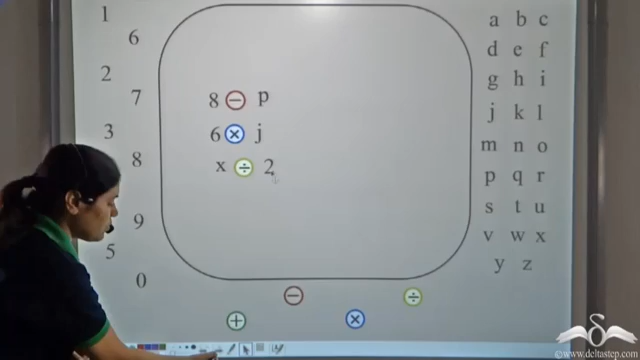 1
6
2
7
3
8
9
5
0
8 − p
6 × j
x ÷ 2
+ − × ÷
a b c
d e f
g h i
j k l
m n o
p q r
s t u
v w x
y z
©www.deltastep.com